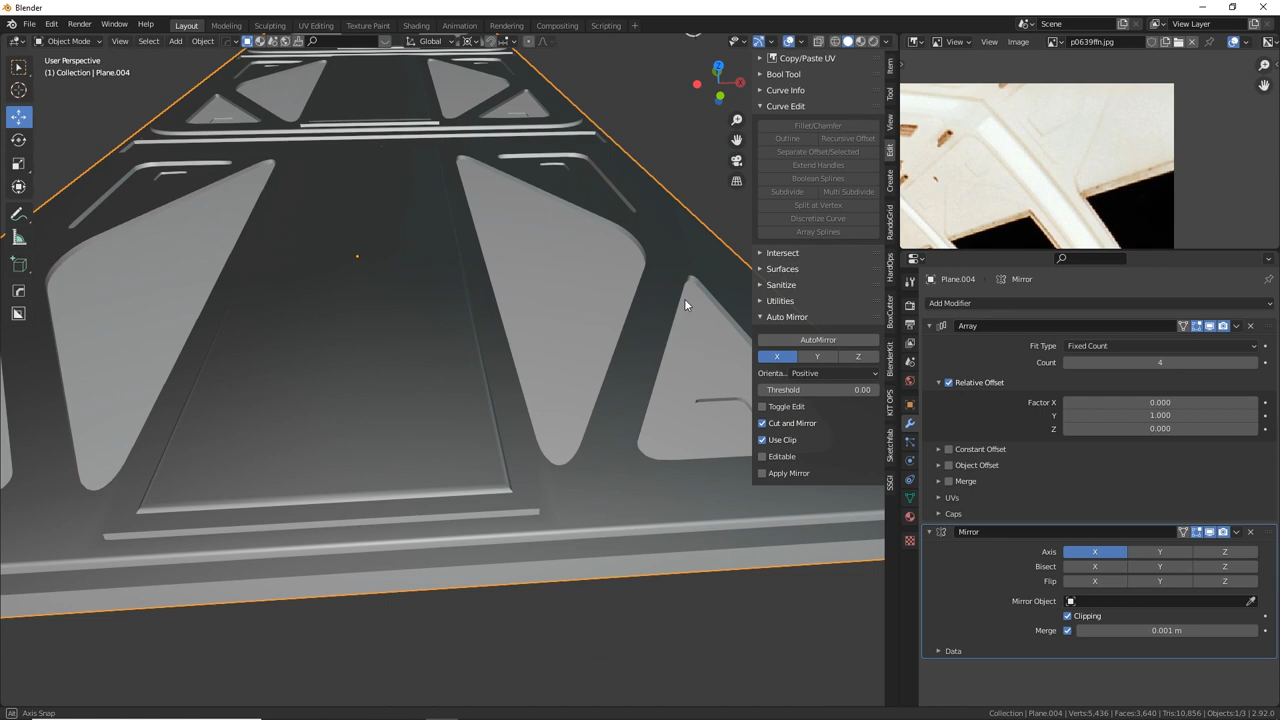 Blender
File Edit Render Window Help Layout Modeling Sculpting UV Editing Texture Paint Shading Animation Rendering Compositing Scripting + Scene View Layer
Object Mode View Select Add Object Global View View Image p0639ffn.jpg
User Perspective
(1) Collection | Plane.004
X
Y
Z
Copy/Paste UV
Bool Tool
Curve Info
Curve Edit
Fillet/Chamfer
Outline Recursive Offset
Separate Offset/Selected
Extend Handles
Boolean Splines
Subdivide Multi Subdivide
Split at Vertex
Discretize Curve
Array Splines
Intersect
Surfaces
Sanitize
Utilities
Auto Mirror
AutoMirror
X Y Z
Orienta... Positive
Threshold 0.00
Toggle Edit
Cut and Mirror
Use Clip
Editable
Apply Mirror
Item
Tool
View
Edit
Create
RandoGrid
HardOps
BoxCutter
BlenderKit
KIT OPS
Sketchfab
SSGI
Plane.004 Mirror
Add Modifier
Array
Fit Type Fixed Count
Count 4
Relative Offset
Factor X 0.000
Y 1.000
Z 0.000
Constant Offset
Object Offset
Merge
UVs
Caps
Mirror
Axis X Y Z
Bisect X Y Z
Flip X Y Z
Mirror Object
Clipping
Merge 0.001 m
Data
Alt Axis Snap
Collection | Plane.004 | Verts:5,436 | Faces:3,640 | Tris:10,856 | Objects:1/3 | 2.92.0